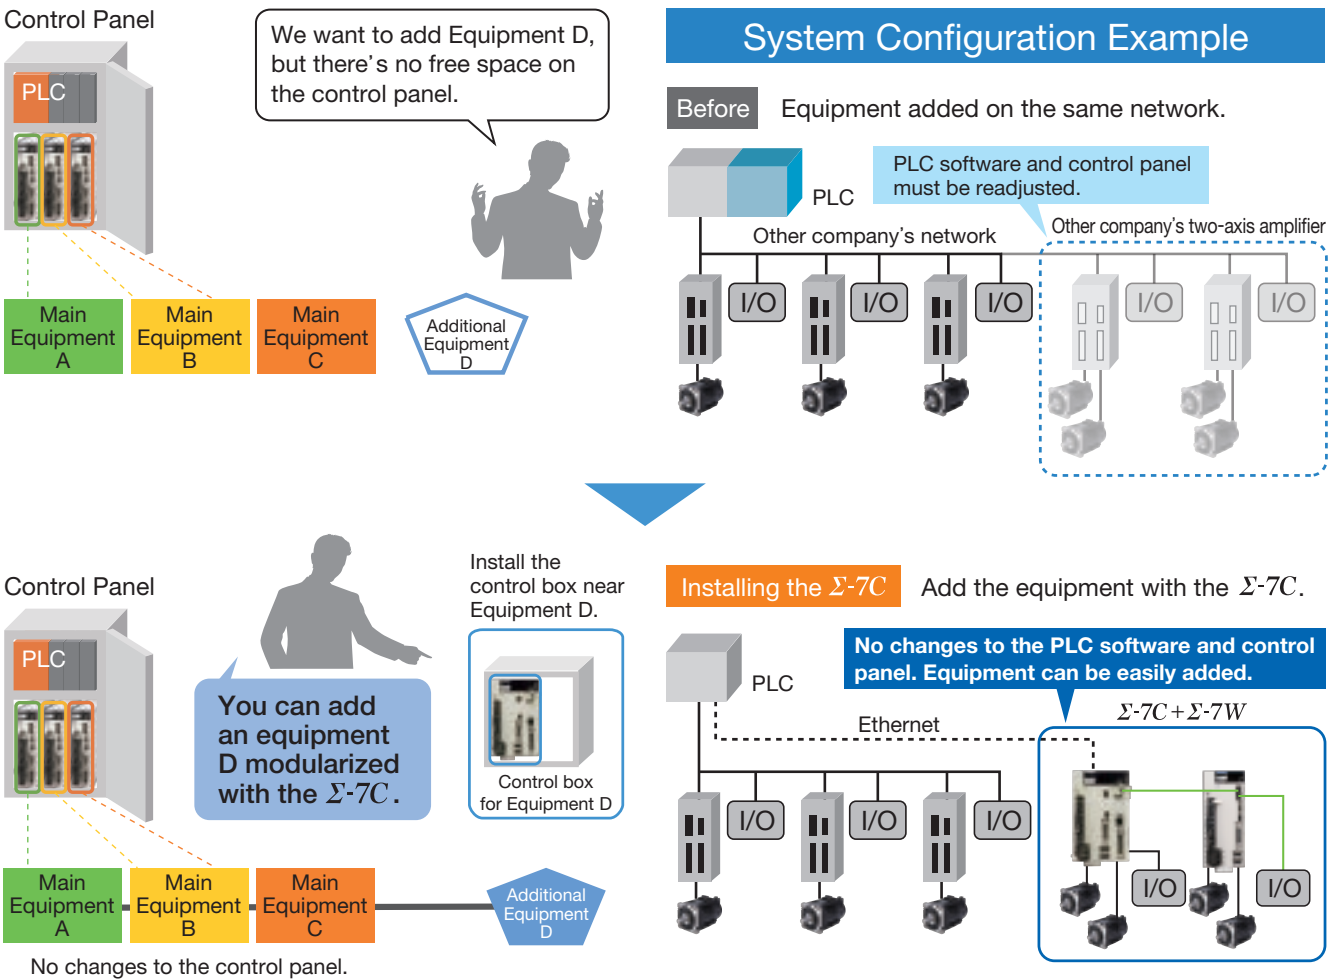 Control Panel
PLC
We want to add Equipment D,
but there's no free space on
the control panel.
Main
Equipment
A
Main
Equipment
B
Main
Equipment
C
Additional
Equipment
D
System Configuration Example
Before
Equipment added on the same network.
PLC software and control panel
must be readjusted.
PLC
Other company's network
Other company's two-axis amplifier
I/O
I/O
I/O
I/O
I/O
Control Panel
PLC
You can add
an equipment
D modularized
with the Σ-7C.
Install the
control box near
Equipment D.
Control box
for Equipment D
Main
Equipment
A
Main
Equipment
B
Main
Equipment
C
Additional
Equipment
D
No changes to the control panel.
Installing the Σ-7C
Add the equipment with the Σ-7C.
No changes to the PLC software and control
panel. Equipment can be easily added.
PLC
Σ-7C+Σ-7W
Ethernet
I/O
I/O
I/O
I/O
I/O